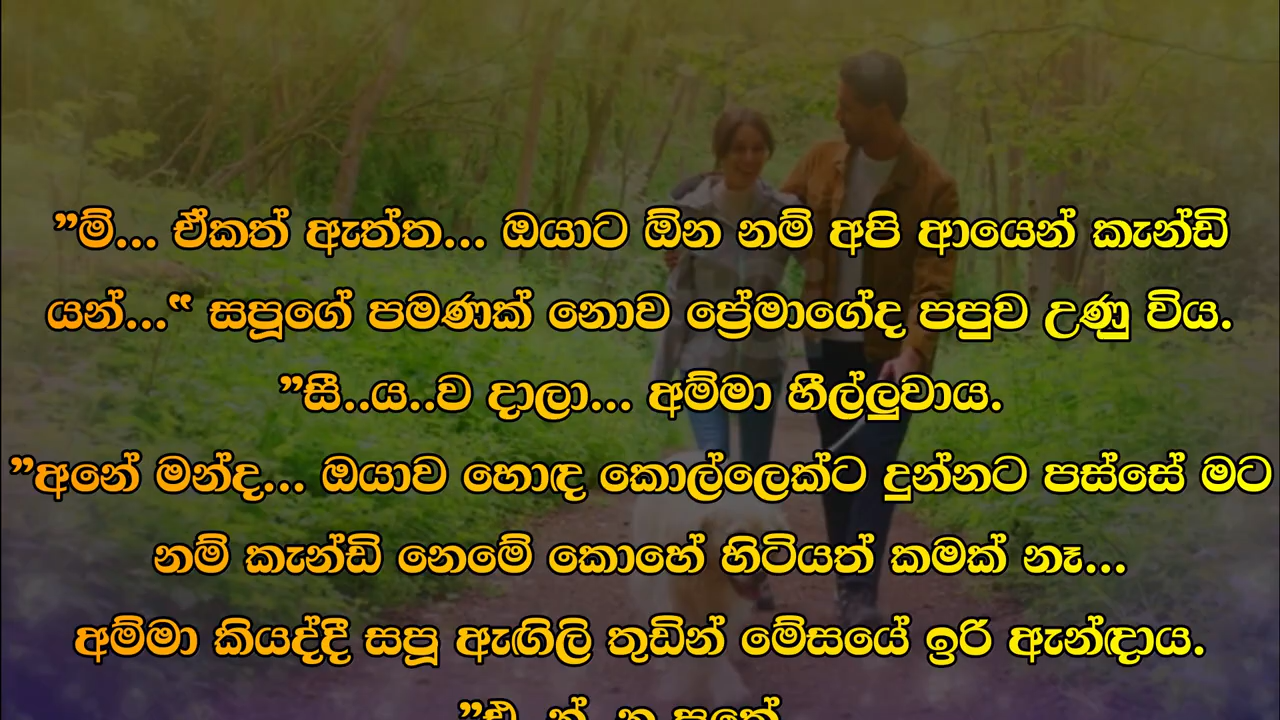 ”ම්... ඒකත් ඇත්ත... ඔයාට ඕන නම් අපි ආයෙන් කැන්ඩි
යන්...“ සපූගේ පමණක් නොව ප්‍රේමාගේද පපුව උණු විය.
”සී..ය..ව දාලා... අම්මා හීල්ලුවාය.
”අනේ මන්ද... ඔයාව හොඳ කොල්ලෙක්ට දුන්නට පස්සේ මට
නම් කැන්ඩි නෙමේ කොහේ හිටියත් කමක් නෑ...
අම්මා කියද්දී සපූ ඇඟිලි තුඩින් මේසයේ ඉරි ඇන්ඳාය.